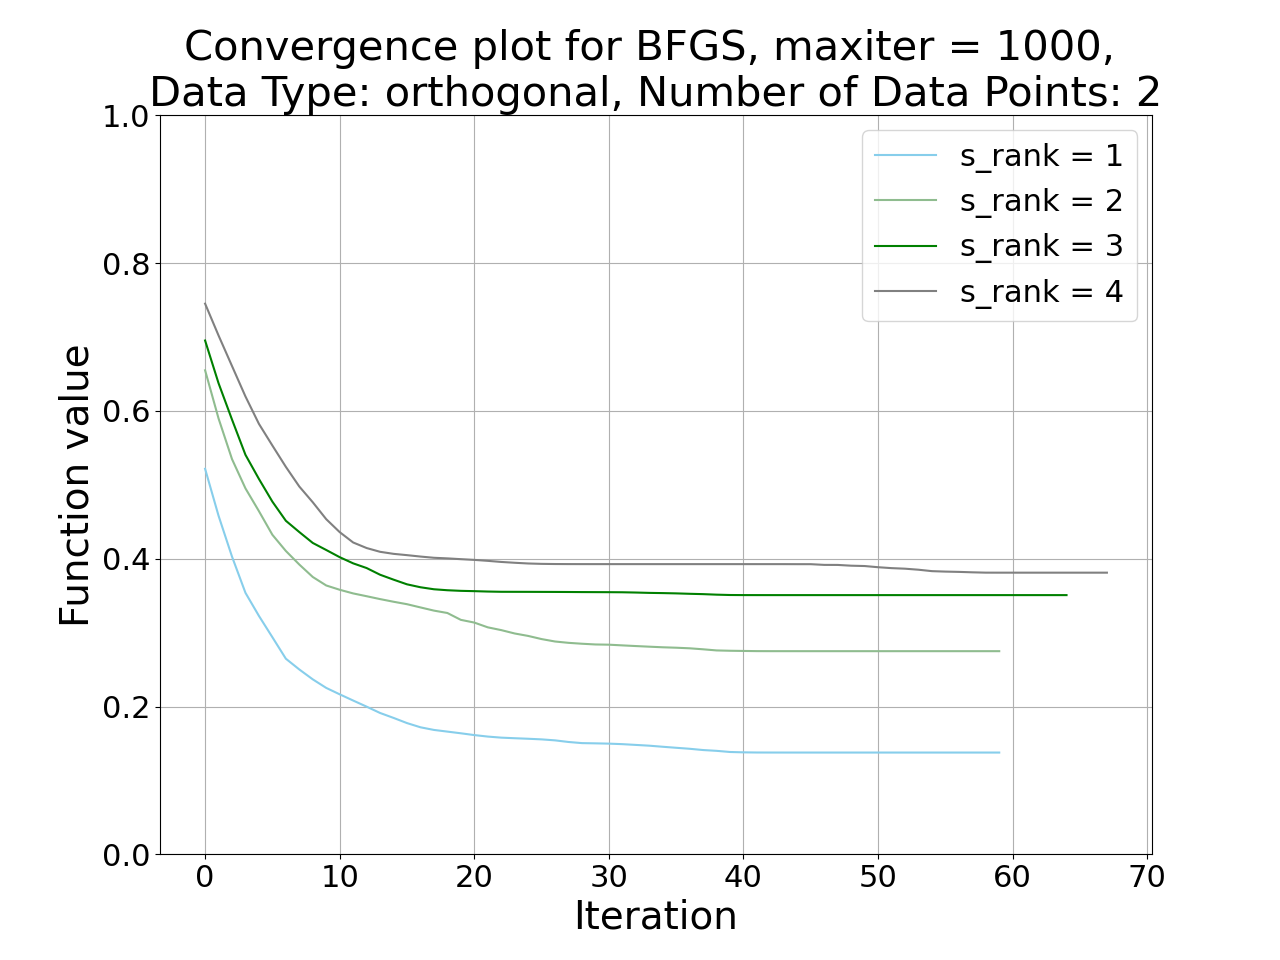 Convergence plot for BFGS, maxiter = 1000,
Data Type: orthogonal, Number of Data Points: 2
1.0
0.8
0.6
0.4
0.2
0.0
Function value
s_rank = 1
s_rank = 2
s_rank = 3
s_rank = 4
0 10 20 30 40 50 60 70
Iteration